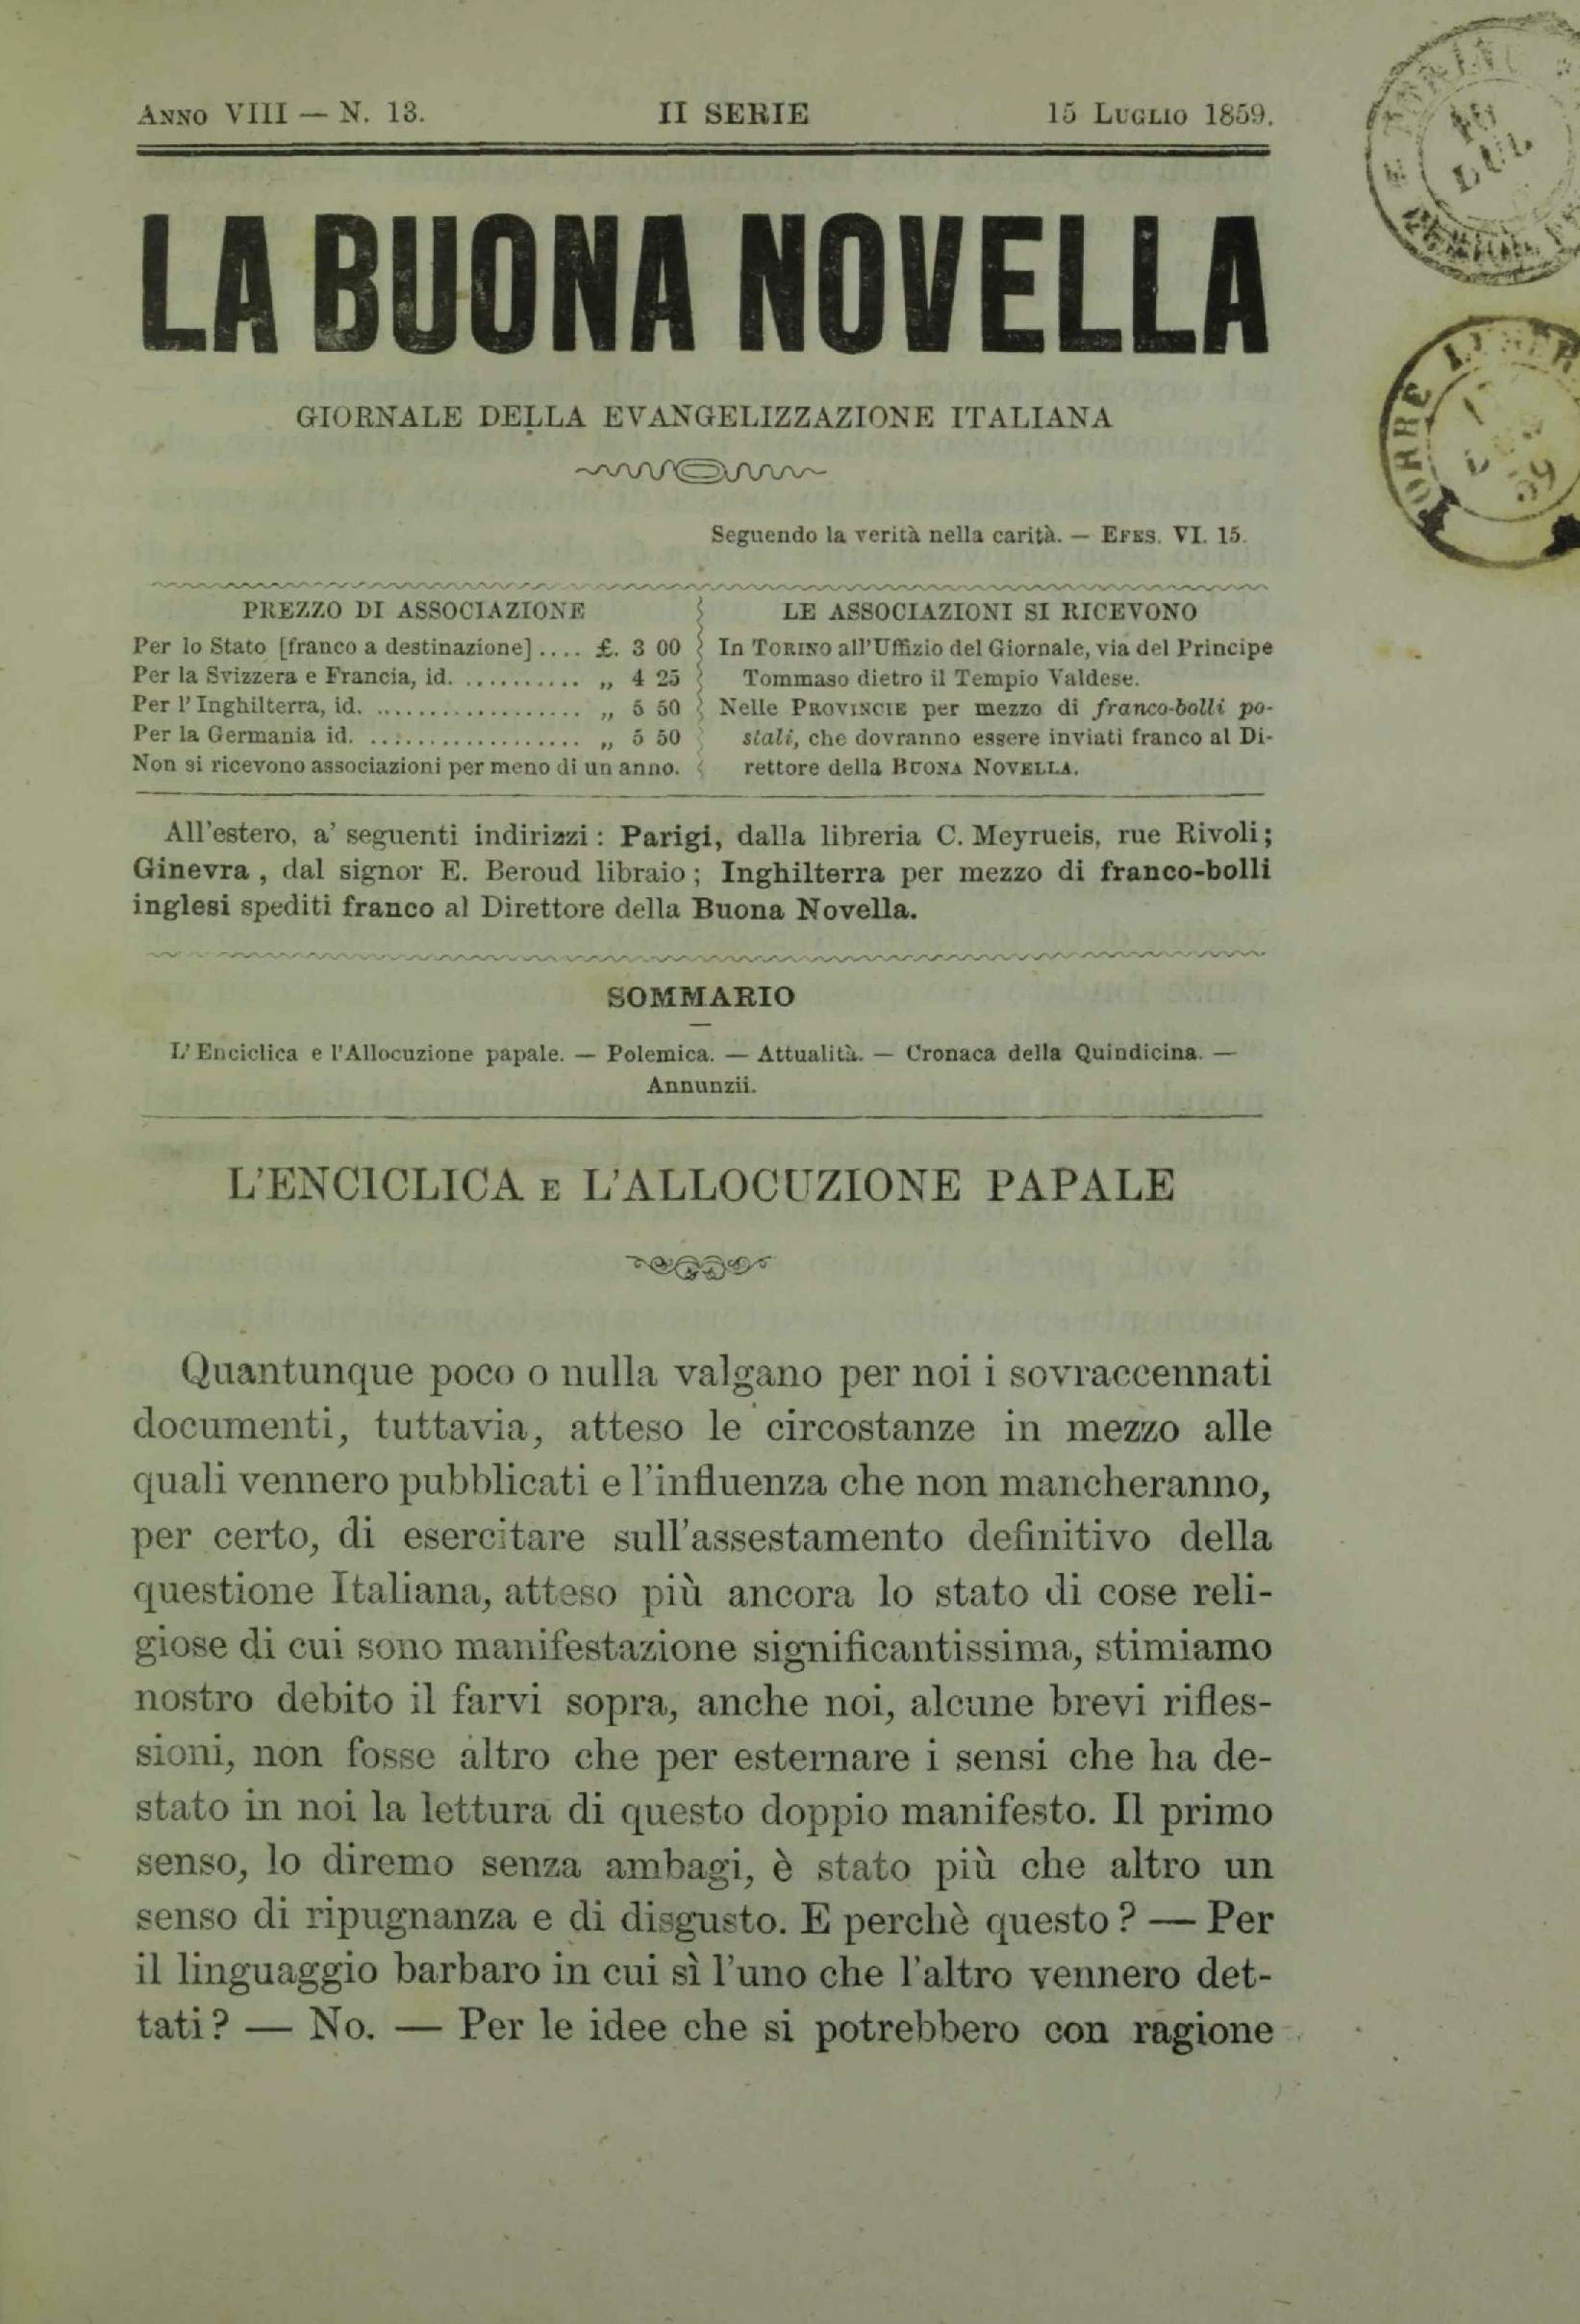 ANNO VIII — N. 13. II SERIE 15 LUGLIO 1859.
LA BUONA NOVELLA
GIORNALE DELLA EVANGELIZZAZIONE ITALIANA
Seguendo la verità nella carità. — EFES. VI. 15.
PREZZO DI ASSOCIAZIONE
Per lo Stato [franco a destinazione] .... £. 3 00
Per la Svizzera e Francia, id. ........... „ 4 25
Per l'Inghilterra, id. .................. „ 5 50
Per la Germania id. .................. „ 5 50
Non si ricevono associazioni per meno di un anno.
LE ASSOCIAZIONI SI RICEVONO
In TORINO all'Uffizio del Giornale, via del Principe
Tommaso dietro il Tempio Valdese.
Nelle PROVINCIE per mezzo di franco-bolli po-
stali, che dovranno essere inviati franco al Di-
rettore della BUONA NOVELLA.
All'estero, a' seguenti indirizzi : Parigi, dalla libreria C. Meyrueis, rue Rivoli;
Ginevra , dal signor E. Beroud libraio ; Inghilterra per mezzo di franco-bolli
inglesi spediti franco al Direttore della Buona Novella.
SOMMARIO
L'Enciclica e l'Allocuzione papale. — Polemica. — Attualità. — Cronaca della Quindicina. —
Annunzii.
L'ENCICLICA E L'ALLOCUZIONE PAPALE
Quantunque poco o nulla valgano per noi i sovraccennati
documenti, tuttavia, atteso le circostanze in mezzo alle
quali vennero pubblicati e l'influenza che non mancheranno,
per certo, di esercitare sull'assestamento definitivo della
questione Italiana, atteso più ancora lo stato di cose reli-
giose di cui sono manifestazione significantissima, stimiamo
nostro debito il farvi sopra, anche noi, alcune brevi rifles-
sioni, non fosse altro che per esternare i sensi che ha de-
stato in noi la lettura di questo doppio manifesto. Il primo
senso, lo diremo senza ambagi, è stato più che altro un
senso di ripugnanza e di disgusto. E perchè questo ? — Per
il linguaggio barbaro in cui sì l'uno che l'altro vennero det-
tati ? — No. — Per le idee che si potrebbero con ragione
16
LUL